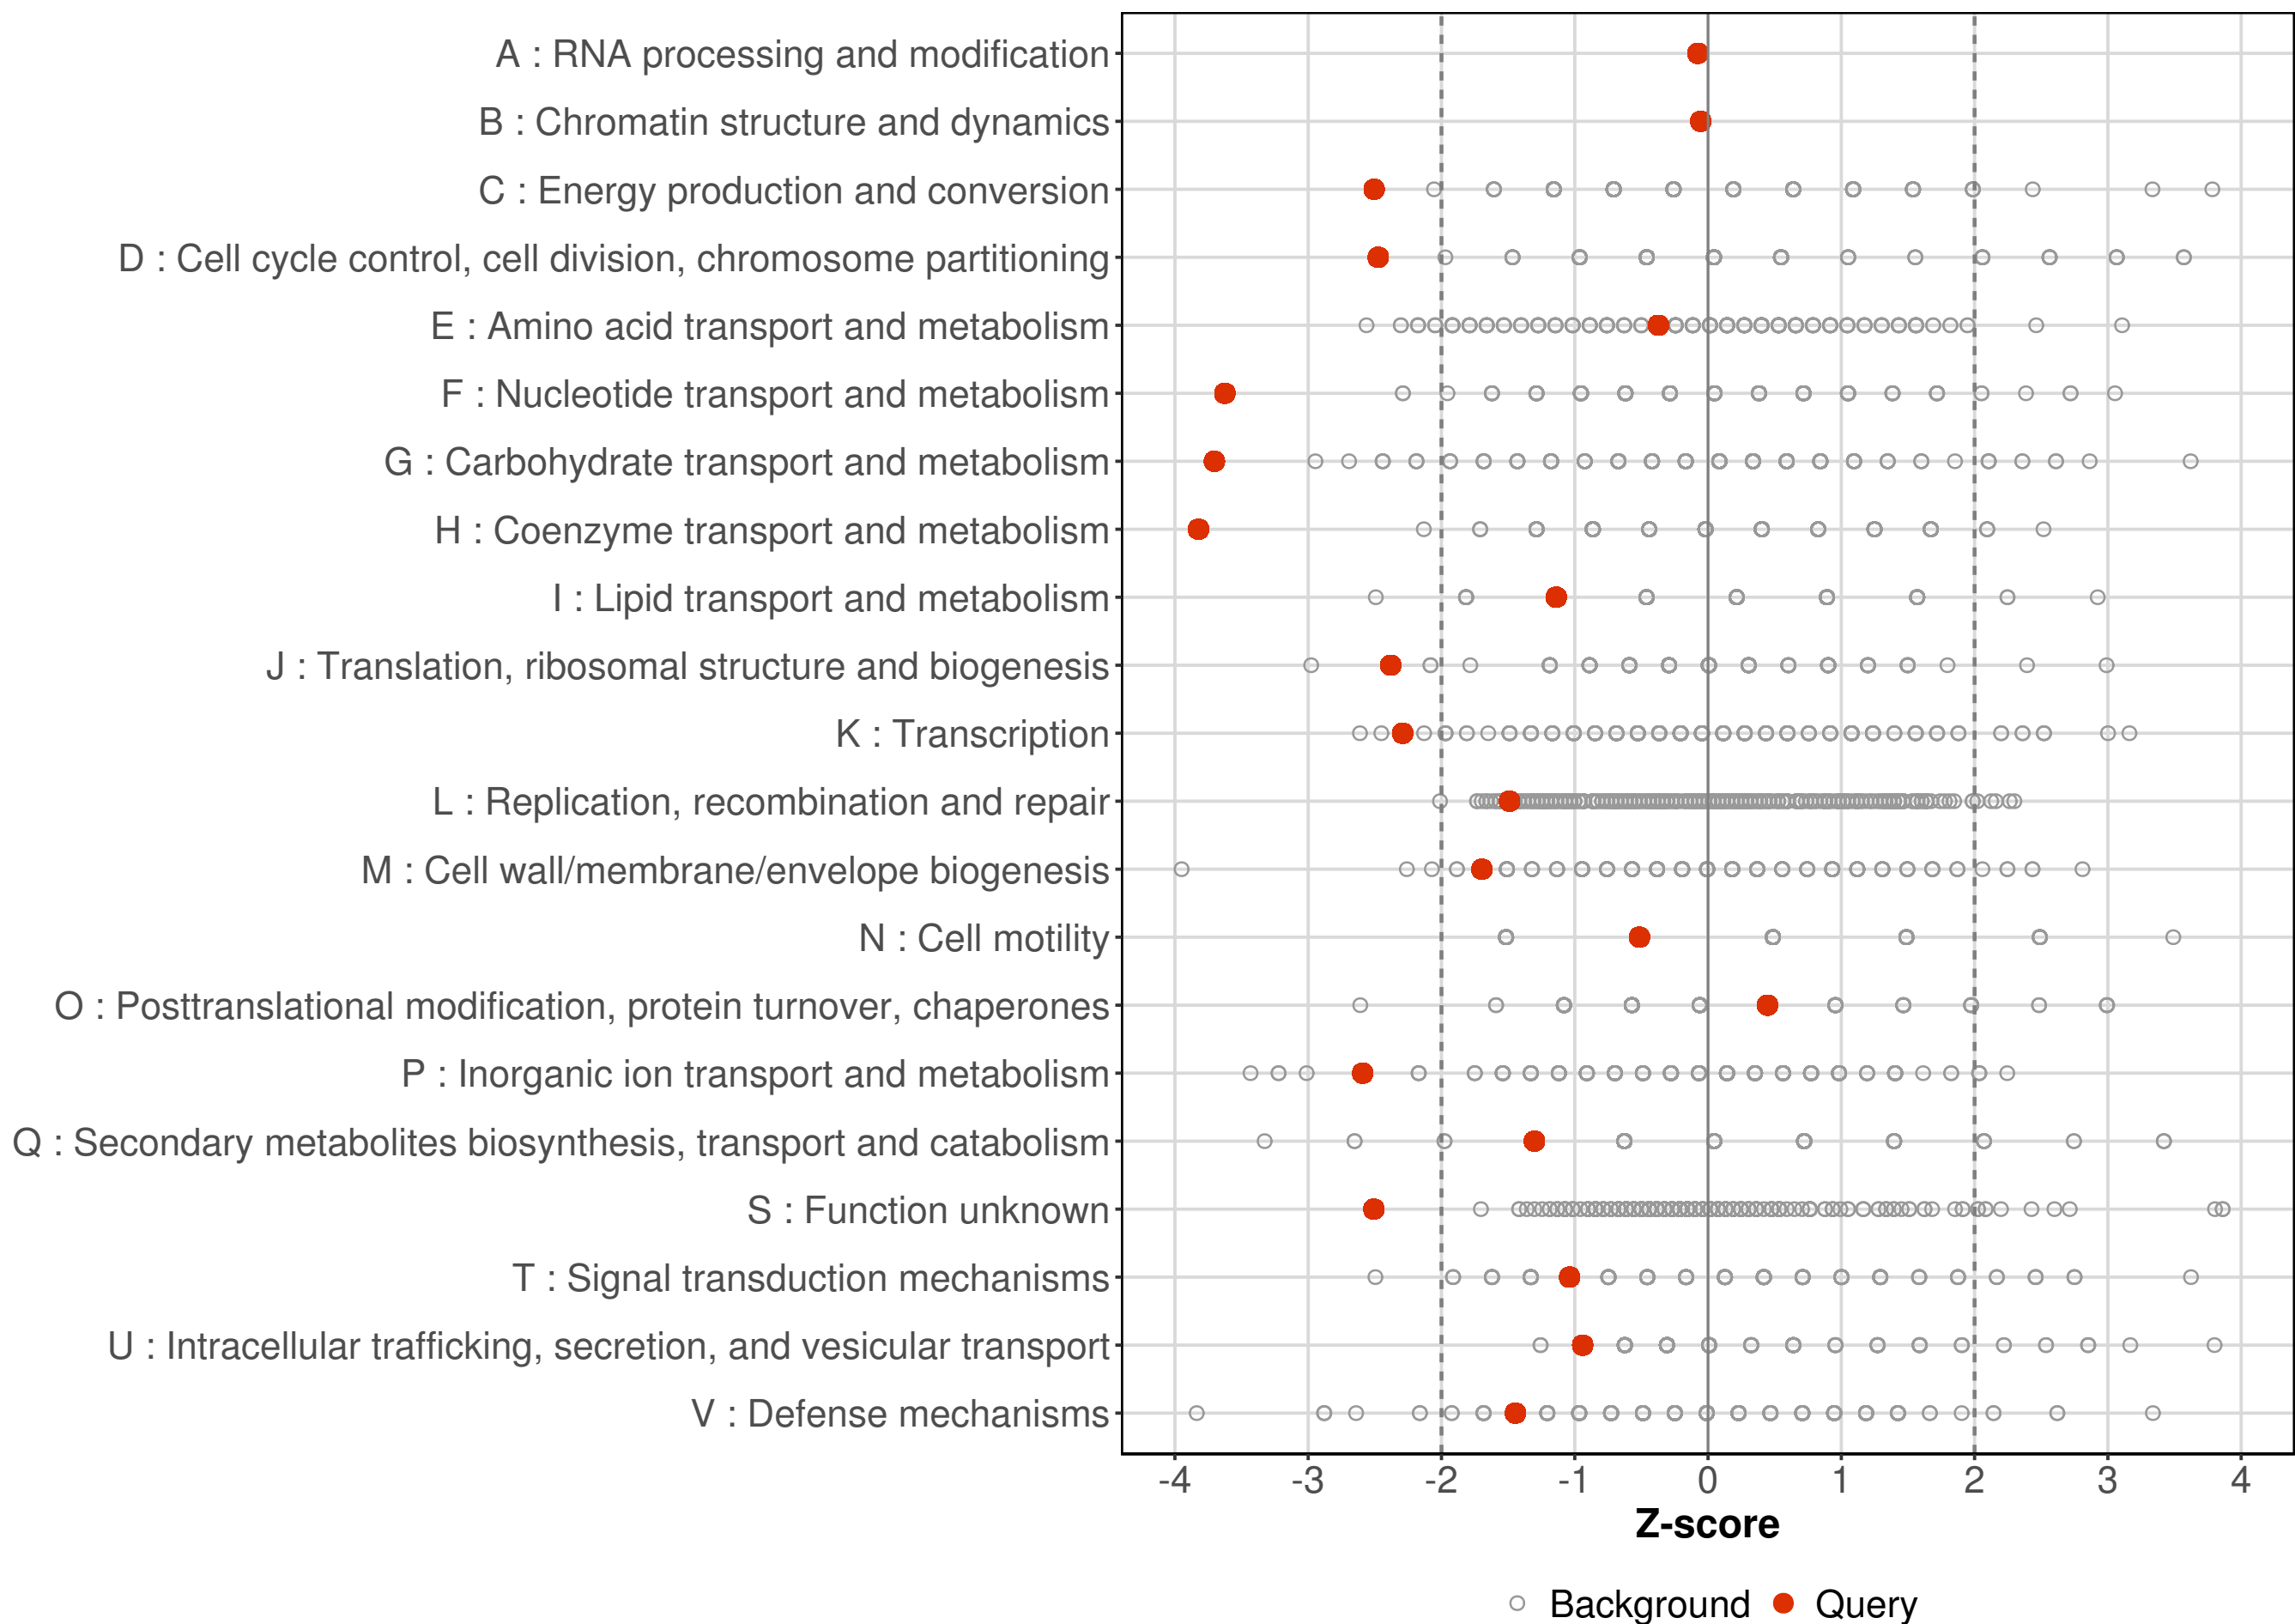 A : RNA processing and modification
B : Chromatin structure and dynamics
C : Energy production and conversion
D : Cell cycle control, cell division, chromosome partitioning
E : Amino acid transport and metabolism
F : Nucleotide transport and metabolism
G : Carbohydrate transport and metabolism
H : Coenzyme transport and metabolism
I : Lipid transport and metabolism
J : Translation, ribosomal structure and biogenesis
K : Transcription
L : Replication, recombination and repair
M : Cell wall/membrane/envelope biogenesis
N : Cell motility
O : Posttranslational modification, protein turnover, chaperones
P : Inorganic ion transport and metabolism
Q : Secondary metabolites biosynthesis, transport and catabolism
S : Function unknown
T : Signal transduction mechanisms
U : Intracellular trafficking, secretion, and vesicular transport
V : Defense mechanisms
-4 -3 -2 -1 0 1 2 3 4
Z-score
Background Query